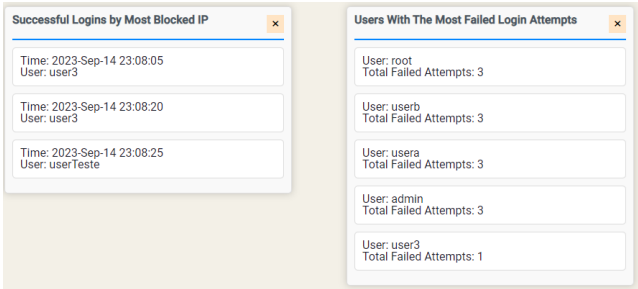 Successful Logins by Most Blocked IP
×
Time: 2023-Sep-14 23:08:05
User: user3
Time: 2023-Sep-14 23:08:20
User: user3
Time: 2023-Sep-14 23:08:25
User: userTeste
Users With The Most Failed Login Attempts
×
User: root
Total Failed Attempts: 3
User: userb
Total Failed Attempts: 3
User: usera
Total Failed Attempts: 3
User: admin
Total Failed Attempts: 3
User: user3
Total Failed Attempts: 1